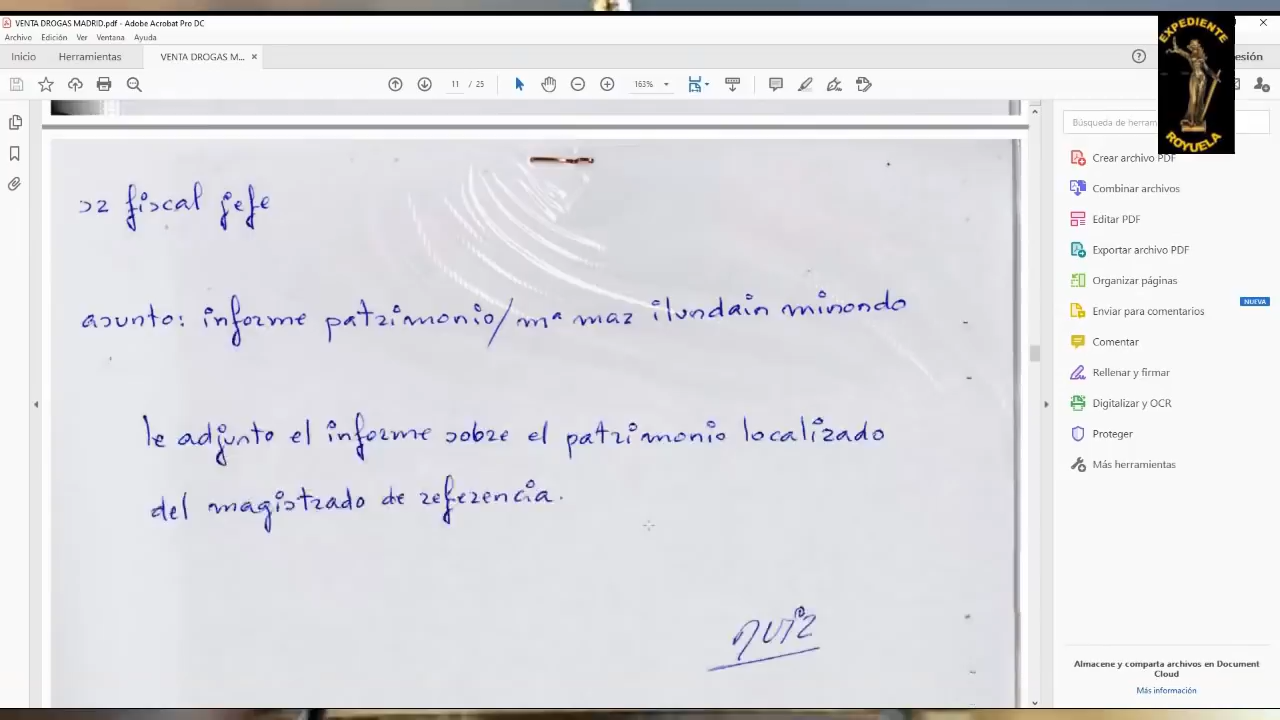 VENTA DROGAS MADRID.pdf - Adobe Acrobat Pro DC
Archivo Edición Ver Ventana Ayuda
Inicio Herramientas VENTA DROGAS M... ×
esión
11 / 25 163%
EXPEDIENTE
ROYUELA
sr fiscal jefe
asunto: informe patrimonio/mª mar ilundain minondo
le adjunto el informe sobre el patrimonio localizado
del magistrado de referencia.
ruiz
Búsqueda de herram
Crear archivo PDF
Combinar archivos
Editar PDF
Exportar archivo PDF
Organizar páginas
NUEVA
Enviar para comentarios
Comentar
Rellenar y firmar
Digitalizar y OCR
Proteger
Más herramientas
Almacene y comparta archivos en Document
Cloud
Más información